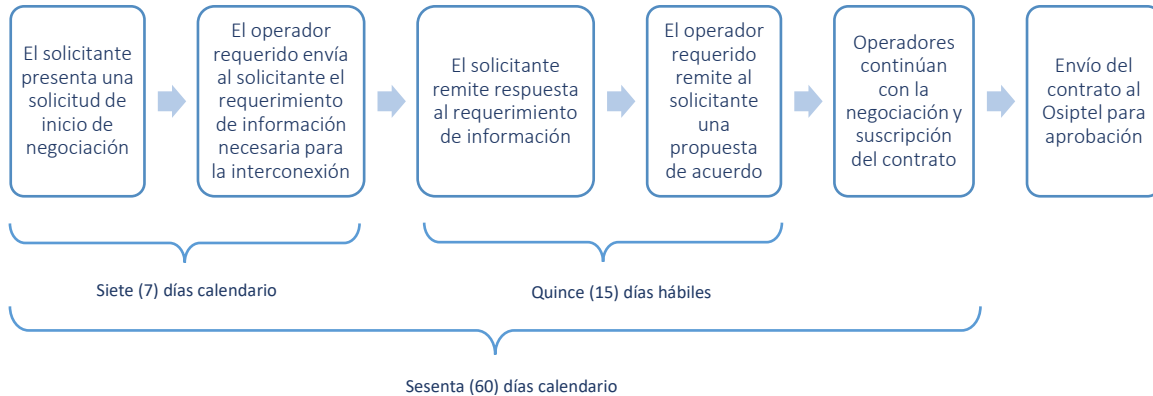 El solicitante
presenta una
solicitud de
inicio de
negociación
El operador
requerido envía
al solicitante el
requerimiento
de información
necesaria para
la interconexión
El solicitante
remite respuesta
al requerimiento
de información
El operador
requerido
remite al
solicitante
una
propuesta
de acuerdo
Operadores
continúan
con la
negociación y
suscripción
del contrato
Envío del
contrato al
Osiptel para
aprobación
Siete (7) días calendario
Quince (15) días hábiles
Sesenta (60) días calendario